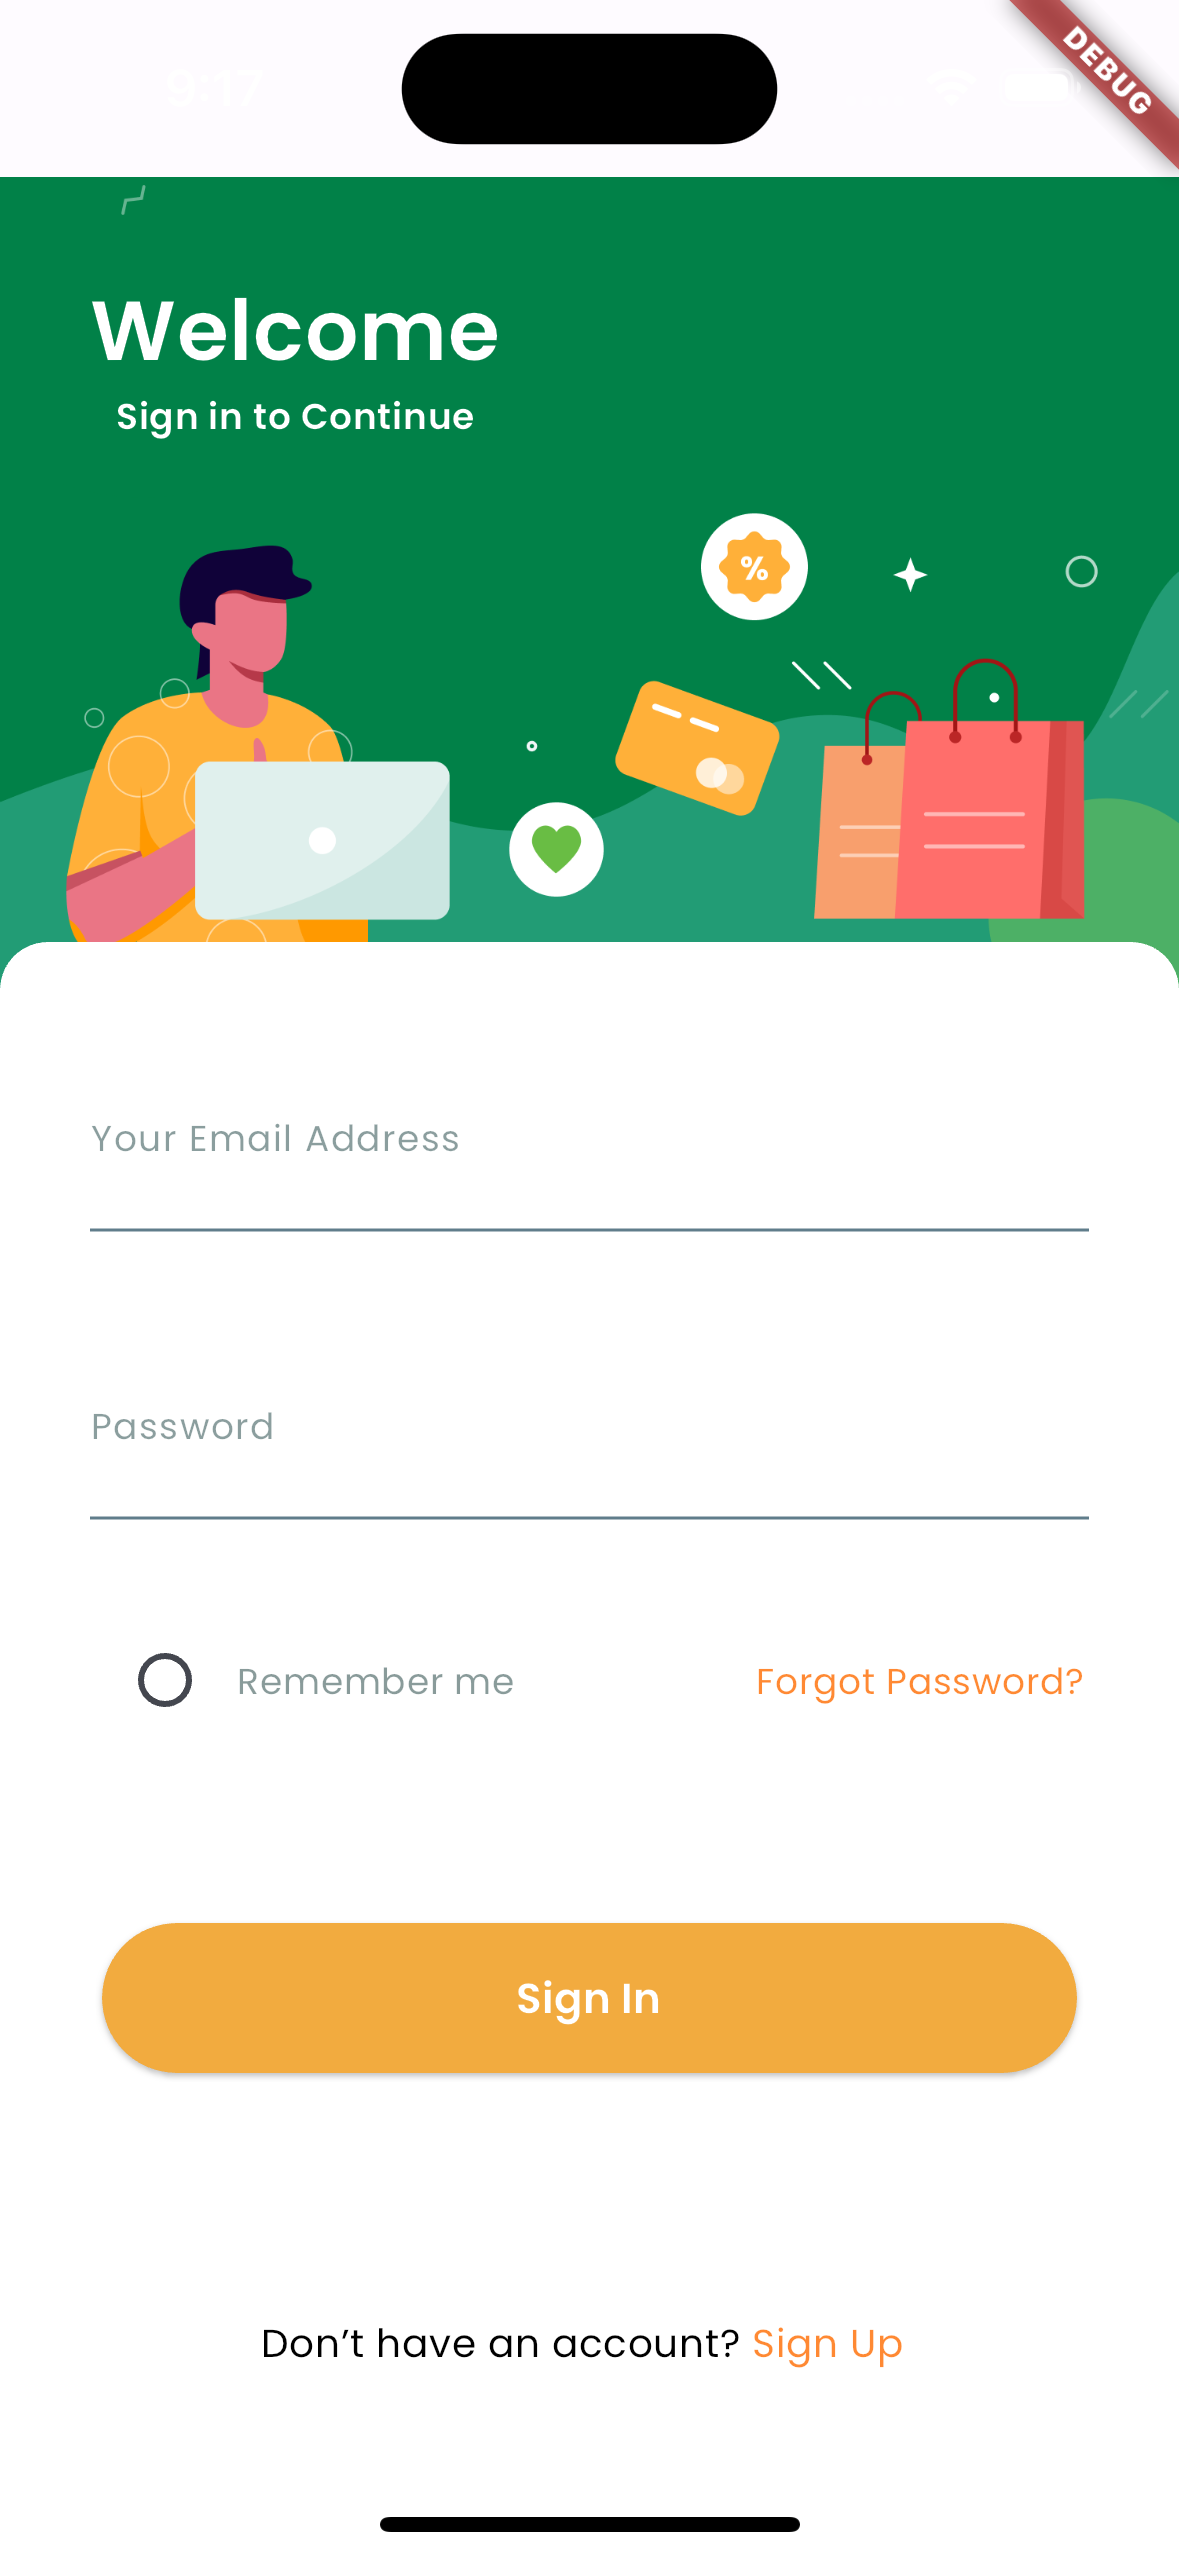 9:17
DEBUG
Welcome
Sign in to Continue
%
Your Email Address
Password
Remember me
Forgot Password?
Sign In
Don’t have an account? Sign Up